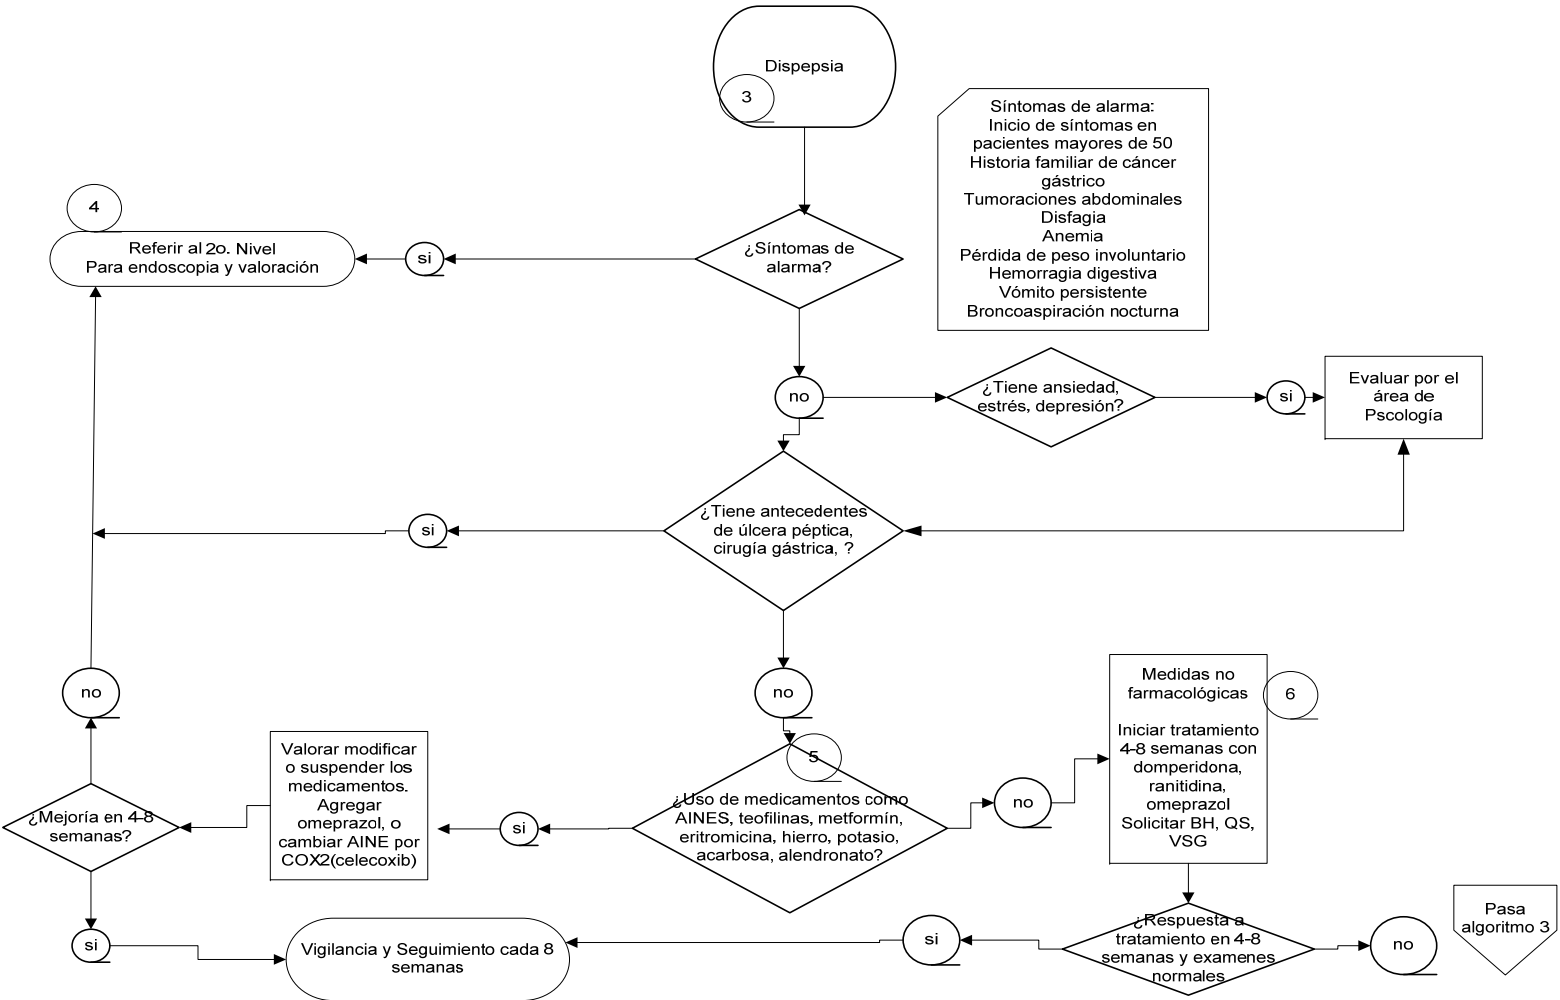 Dispepsia
3
Síntomas de alarma:
Inicio de síntomas en
pacientes mayores de 50
Historia familiar de cáncer
gástrico
Tumoraciones abdominales
Disfagia
Anemia
Pérdida de peso involuntario
Hemorragia digestiva
Vómito persistente
Broncoaspiración nocturna
4
Referir al 2o. Nivel
Para endoscopia y valoración
si
¿Síntomas de
alarma?
no
¿Tiene ansiedad,
estrés, depresión?
si
Evaluar por el
área de
Pscología
si
¿Tiene antecedentes
de úlcera péptica,
cirugía gástrica, ?
no
no
Medidas no
farmacológicas
6
Iniciar tratamiento
4-8 semanas con
domperidona,
ranitidina,
omeprazol
Solicitar BH, QS,
VSG
¿Mejoría en 4-8
semanas?
Valorar modificar
o suspender los
medicamentos.
Agregar
omeprazol, o
cambiar AINE por
COX2(celecoxib)
si
5
¿Uso de medicamentos como
AINES, teofilinas, metformín,
eritromicina, hierro, potasio,
acarbosa, alendronato?
no
si
Vigilancia y Seguimiento cada 8
semanas
si
¿Respuesta a
tratamiento en 4-8
semanas y examenes
normales
no
Pasa
algoritmo 3